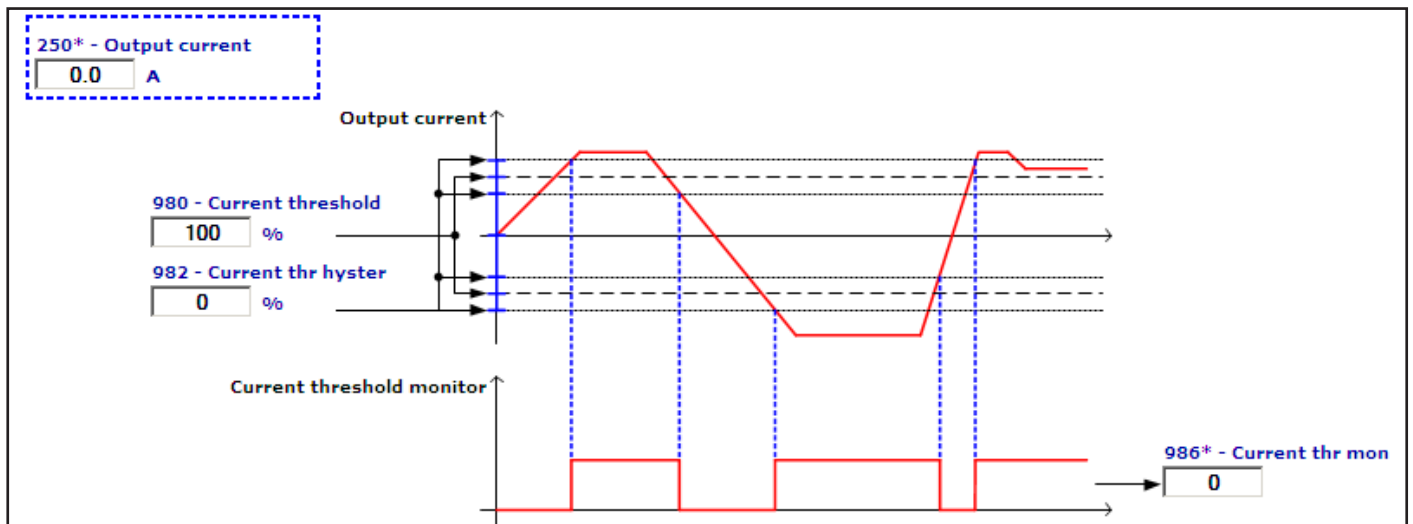 250* - Output current
0.0 A
Output current
980 - Current threshold
100 %
982 - Current thr hyster
0 %
Current threshold monitor
986* - Current thr mon
0